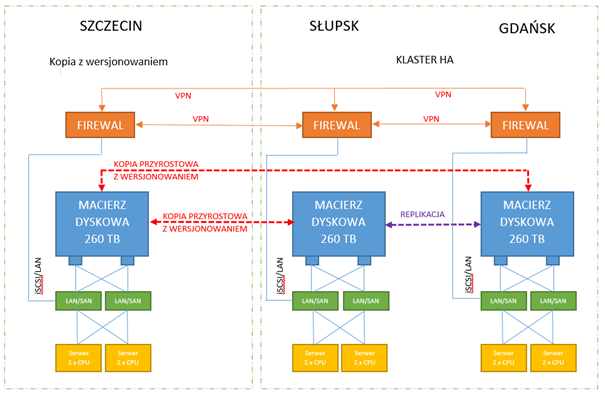 SZCZECIN
SŁUPSK
GDAŃSK
Kopia z wersjonowaniem
KLASTER HA
VPN
VPN
FIREWAL
VPN
FIREWAL
VPN
FIREWAL
KOPIA PRZYROSTOWA
Z WERSJONOWANIEM
MACIERZ
DYSKOWA
260 TB
KOPIA PRZYROSTOWA
Z WERSJONOWANIEM
MACIERZ
DYSKOWA
260 TB
REPLIKACJA
MACIERZ
DYSKOWA
260 TB
iSCSI/LAN
iSCSI/LAN
iSCSI/LAN
LAN/SAN
LAN/SAN
LAN/SAN
LAN/SAN
LAN/SAN
LAN/SAN
Serwer
2 x CPU
Serwer
2 x CPU
Serwer
2 x CPU
Serwer
2 x CPU
Serwer
2 x CPU
Serwer
2 x CPU